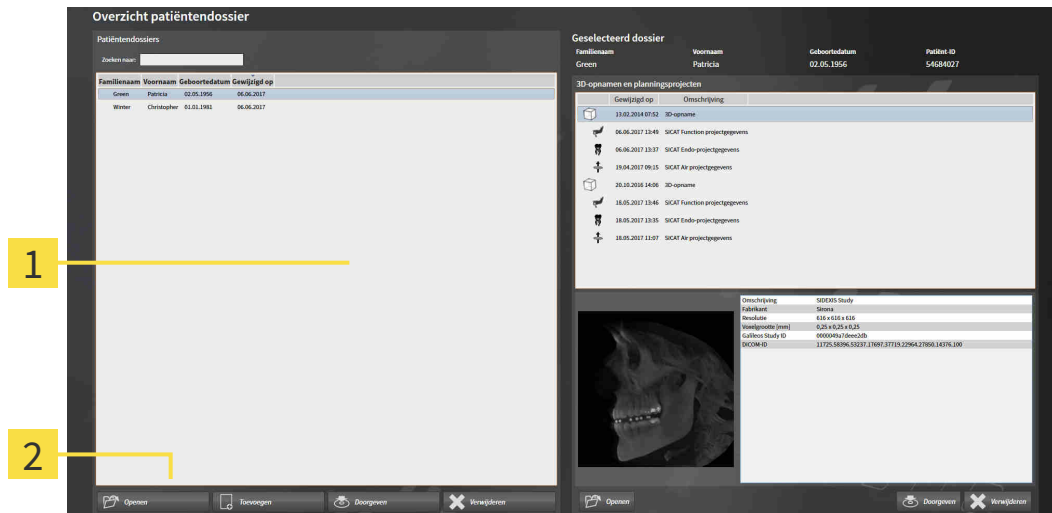 Overzicht patiëntendossier
Patiëntendossiers
Zoeken naar:
Familienaam Voornaam Geboortedatum Gewijzigd op
Green Patricia 02.05.1956 06.06.2017
Winter Christopher 01.01.1981 06.06.2017
1
2
Openen Toevoegen Doorgeven Verwijderen
Geselecteerd dossier
Familienaam Voornaam Geboortedatum Patiënt-ID
Green Patricia 02.05.1956 54684027
3D-opnamen en planningsprojecten
Gewijzigd op Omschrijving
13.02.2014 07:52 3D-opname
06.06.2017 13:49 SICAT Function projectgegevens
06.06.2017 13:37 SICAT Endo-projectgegevens
19.04.2017 09:15 SICAT Air projectgegevens
20.10.2016 14:06 3D-opname
18.05.2017 13:46 SICAT Function projectgegevens
18.05.2017 13:35 SICAT Endo-projectgegevens
18.05.2017 11:07 SICAT Air projectgegevens
Omschrijving SIDEXIS Study
Fabrikant Sirona
Resolutie 616 x 616 x 616
Voxelgrootte [mm] 0,25 x 0,25 x 0,25
Galileos Study ID 0000049a7deee2db
DICOM-ID 11725.58396.53237.17697.37719.22964.27850.14376.100
Openen Doorgeven Verwijderen